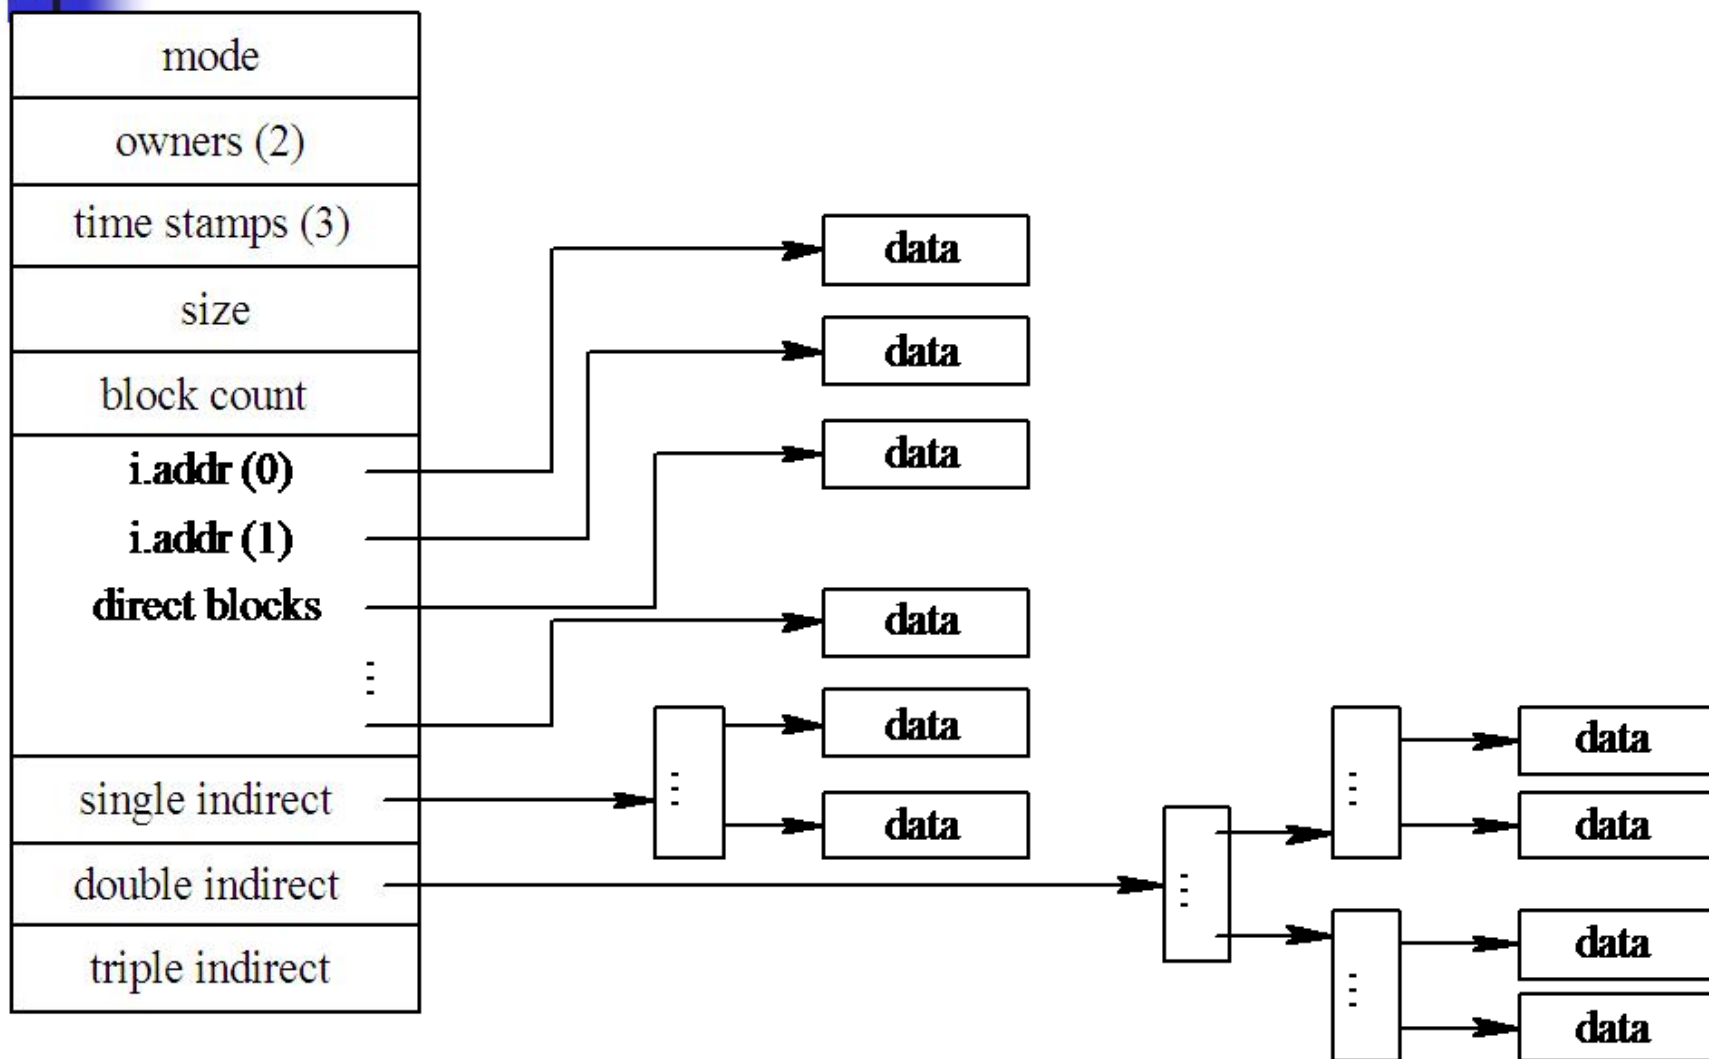 mode
owners (2)
time stamps (3)
size
block count
i.addr (0)
i.addr (1)
direct blocks
⋮
single indirect
double indirect
triple indirect
data
data
data
data
data
data
⋮
⋮
⋮
⋮
data
data
data
data